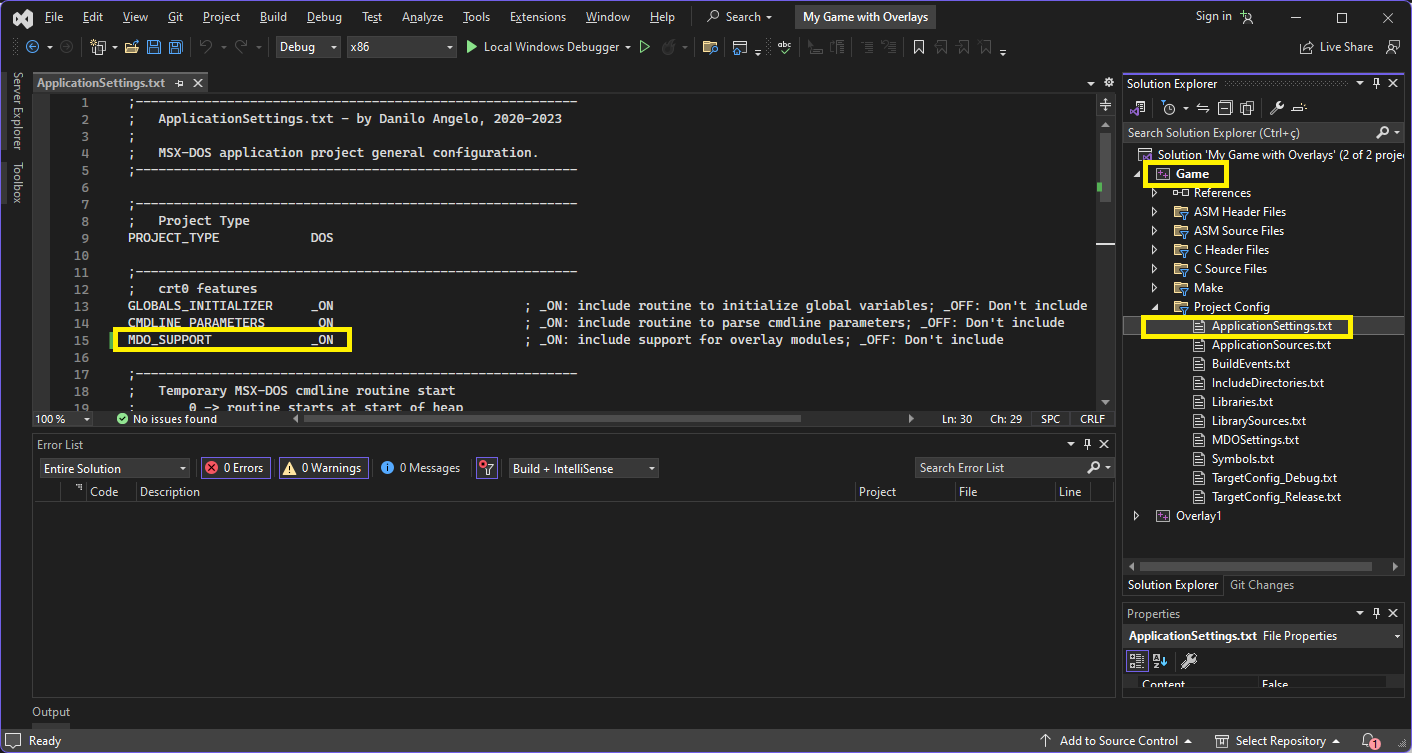 File Edit View Git Project Build Debug Test Analyze Tools Extensions Window Help Search My Game with Overlays Sign in
Debug x86 Local Windows Debugger Live Share
Server Explorer
Toolbox
ApplicationSettings.txt
1 ;----------------------------------------------------------
2 ;   ApplicationSettings.txt - by Danilo Angelo, 2020-2023
3 ;
4 ;   MSX-DOS application project general configuration.
5 ;----------------------------------------------------------
6
7 ;----------------------------------------------------------
8 ;   Project Type
9 PROJECT_TYPE            DOS
10
11 ;----------------------------------------------------------
12 ;   crt0 features
13 GLOBALS_INITIALIZER     _ON                         ; _ON: include routine to initialize global variables; _OFF: Don't include
14 CMDLINE_PARAMETERS      _ON                         ; _ON: include routine to parse cmdline parameters; _OFF: Don't include
15 MDO_SUPPORT             _ON                         ; _ON: include support for overlay modules; _OFF: Don't include
16
17 ;----------------------------------------------------------
18 ;   Temporary MSX-DOS cmdline routine start
19 ;       0 -> routine starts at start of heap
100 % No issues found Ln: 30 Ch: 29 SPC CRLF
Error List
Entire Solution 0 Errors 0 Warnings 0 Messages Build + IntelliSense Search Error List
Code Description Project File Line
Output
Solution Explorer
Search Solution Explorer (Ctrl+ç)
Solution 'My Game with Overlays' (2 of 2 proje
Game
References
ASM Header Files
ASM Source Files
C Header Files
C Source Files
Make
Project Config
ApplicationSettings.txt
ApplicationSources.txt
BuildEvents.txt
IncludeDirectories.txt
Libraries.txt
LibrarySources.txt
MDOSettings.txt
Symbols.txt
TargetConfig_Debug.txt
TargetConfig_Release.txt
Overlay1
Solution Explorer Git Changes
Properties
ApplicationSettings.txt File Properties
Content False
Ready Add to Source Control Select Repository 1